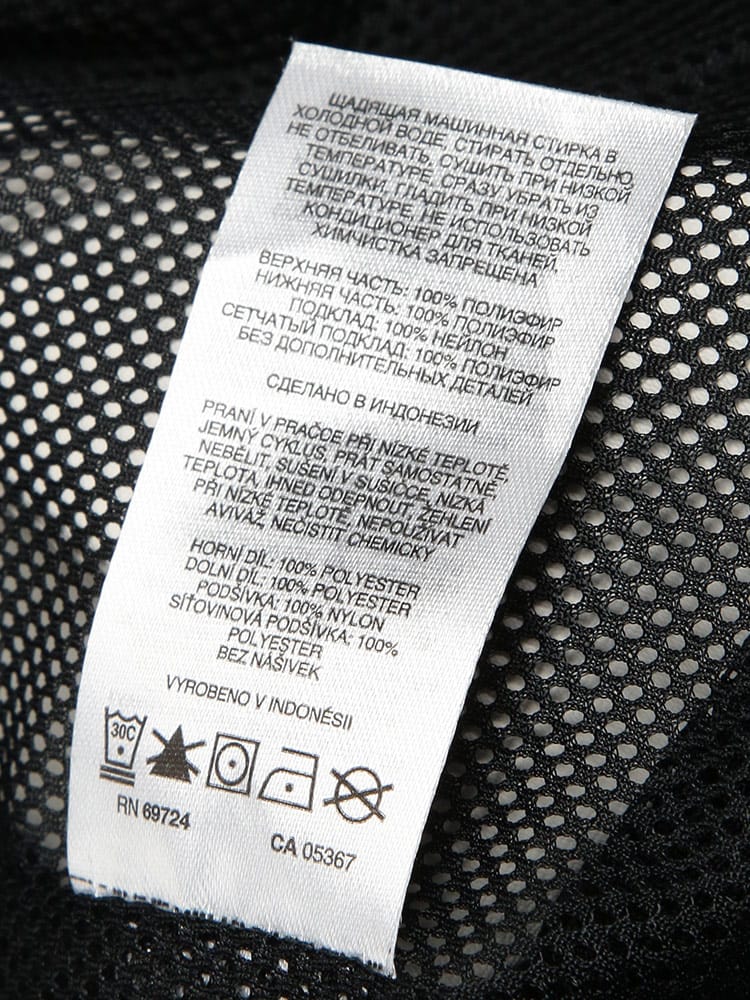 ЩАДЯЩАЯ МАШИННАЯ СТИРКА В
ХОЛОДНОЙ ВОДЕ, СТИРАТЬ ОТДЕЛЬНО,
НЕ ОТБЕЛИВАТЬ, СУШИТЬ ПРИ НИЗКОЙ
ТЕМПЕРАТУРЕ, СРАЗУ УБРАТЬ ИЗ
СУШИЛКИ, ГЛАДИТЬ ПРИ НИЗКОЙ
ТЕМПЕРАТУРЕ, НЕ ИСПОЛЬЗОВАТЬ
КОНДИЦИОНЕР ДЛЯ ТКАНЕЙ,
ХИМЧИСТКА ЗАПРЕЩЕНА
ВЕРХНЯЯ ЧАСТЬ: 100% ПОЛИЭФИР
НИЖНЯЯ ЧАСТЬ: 100% ПОЛИЭФИР
ПОДКЛАД: 100% НЕЙЛОН
СЕТЧАТЫЙ ПОДКЛАД: 100% ПОЛИЭФИР
БЕЗ ДОПОЛНИТЕЛЬНЫХ ДЕТАЛЕЙ
СДЕЛАНО В ИНДОНЕЗИИ
PRANÍ V PRAČCE PŘI NÍZKÉ TEPLOTĚ,
JEMNÝ CYKLUS, PRÁT SAMOSTATNĚ
NEBĚLIT, SUŠENÍ V SUŠIČCE, NÍZKÁ
TEPLOTA, IHNED ODEPNOUT, ŽEHLENÍ
PŘI NÍZKÉ TEPLOTĚ, NEPOUŽÍVAT
AVIVÁŽ, NEČISTIT CHEMICKY
HORNÍ DÍL: 100% POLYESTER
DOLNÍ DÍL: 100% POLYESTER
PODŠÍVKA: 100% NYLON
SÍŤOVINOVÁ PODŠÍVKA: 100%
POLYESTER
BEZ NÁŠIVEK
VYROBENO V INDONÉSII
30C
RN 69724
CA 05367